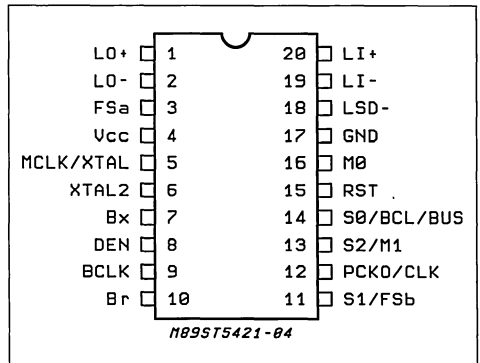 LO+ 1 20 LI+
LO- 2 19 LI-
FSa 3 18 LSD-
Vcc 4 17 GND
MCLK/XTAL 5 16 M0
XTAL2 6 15 RST
Bx 7 14 S0/BCL/BUS
DEN 8 13 S2/M1
BCLK 9 12 PCKO/CLK
Br 10 11 S1/FSb
M89ST5421-04